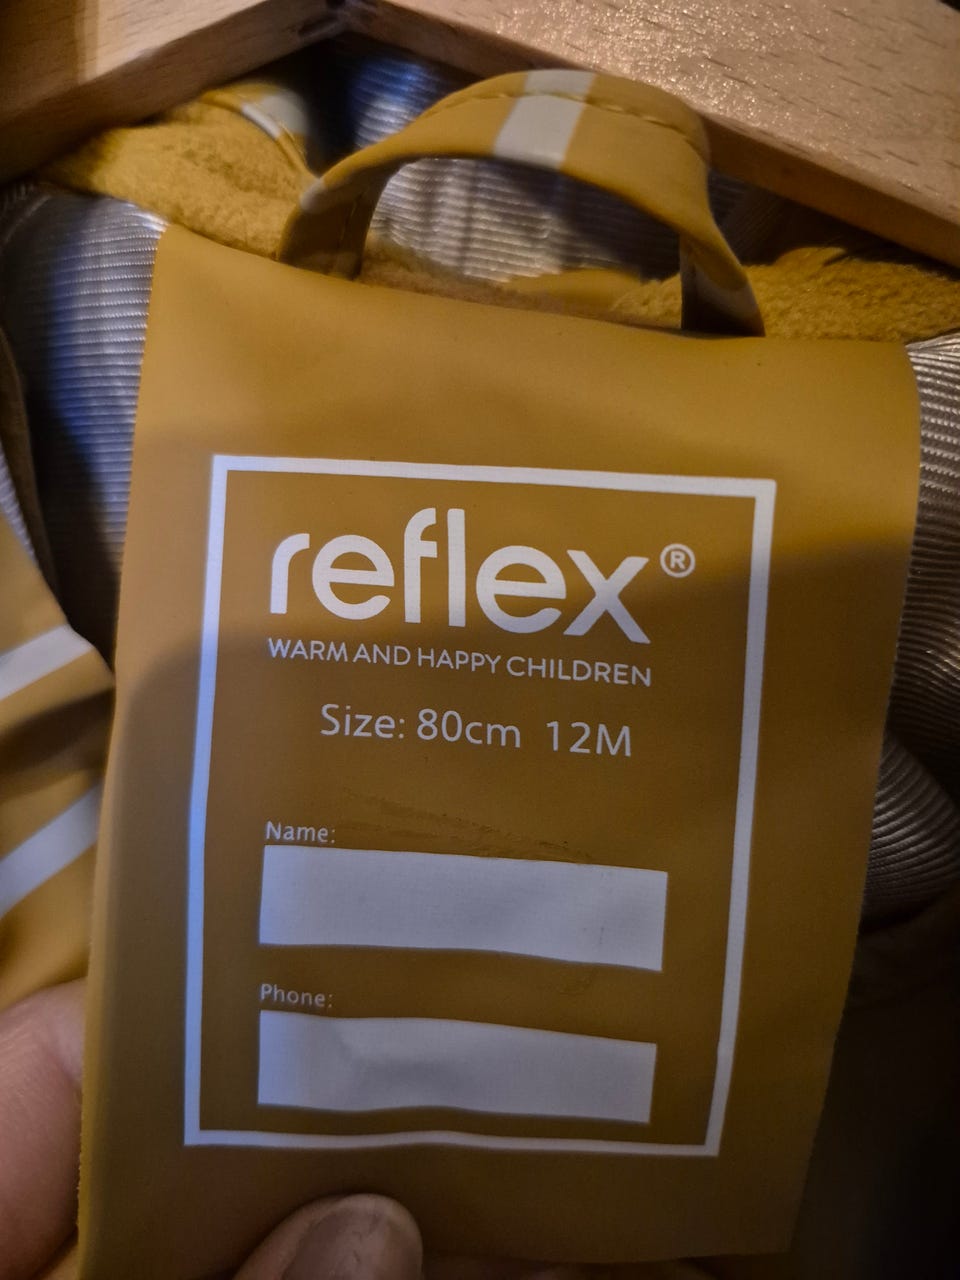 reflex®
WARM AND HAPPY CHILDREN
Size: 80cm 12M
Name:
Phone: